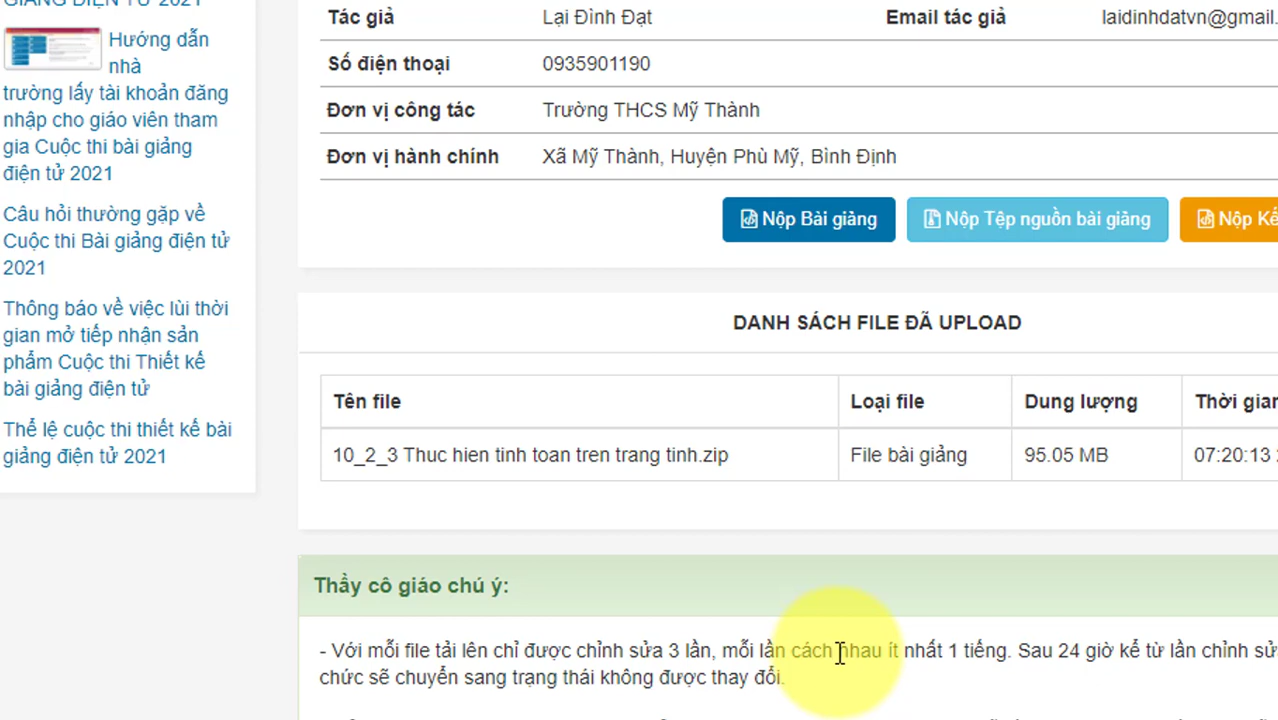 GIẢNG ĐIỆN TỬ 2021
Hướng dẫn
nhà
trường lấy tài khoản đăng
nhập cho giáo viên tham
gia Cuộc thi bài giảng
điện tử 2021
Câu hỏi thường gặp về
Cuộc thi Bài giảng điện tử
2021
Thông báo về việc lùi thời
gian mở tiếp nhận sản
phẩm Cuộc thi Thiết kế
bài giảng điện tử
Thể lệ cuộc thi thiết kế bài
giảng điện tử 2021
Tác giả Lại Đình Đạt Email tác giả laidinhdatvn@gmail.
Số điện thoại 0935901190
Đơn vị công tác Trường THCS Mỹ Thành
Đơn vị hành chính Xã Mỹ Thành, Huyện Phù Mỹ, Bình Định
Nộp Bài giảng Nộp Tệp nguồn bài giảng Nộp Kế
DANH SÁCH FILE ĐÃ UPLOAD
Tên file Loại file Dung lượng Thời gian
10_2_3 Thuc hien tinh toan tren trang tinh.zip File bài giảng 95.05 MB 07:20:13
Thầy cô giáo chú ý:
- Với mỗi file tải lên chỉ được chỉnh sửa 3 lần, mỗi lần cách nhau ít nhất 1 tiếng. Sau 24 giờ kể từ lần chỉnh sử
chức sẽ chuyển sang trạng thái không được thay đổi.